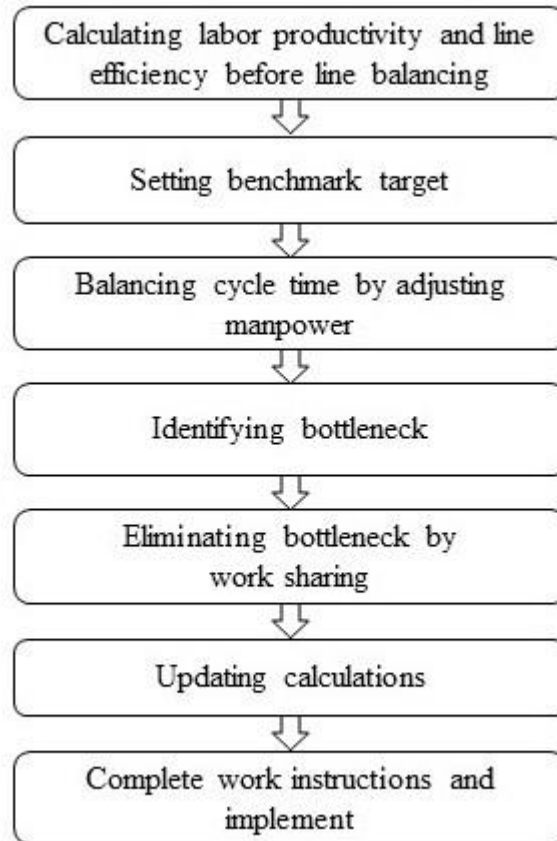 Calculating labor productivity and line
efficiency before line balancing
Setting benchmark target
Balancing cycle time by adjusting
manpower
Identifying bottleneck
Eliminating bottleneck by
work sharing
Updating calculations
Complete work instructions and
implement